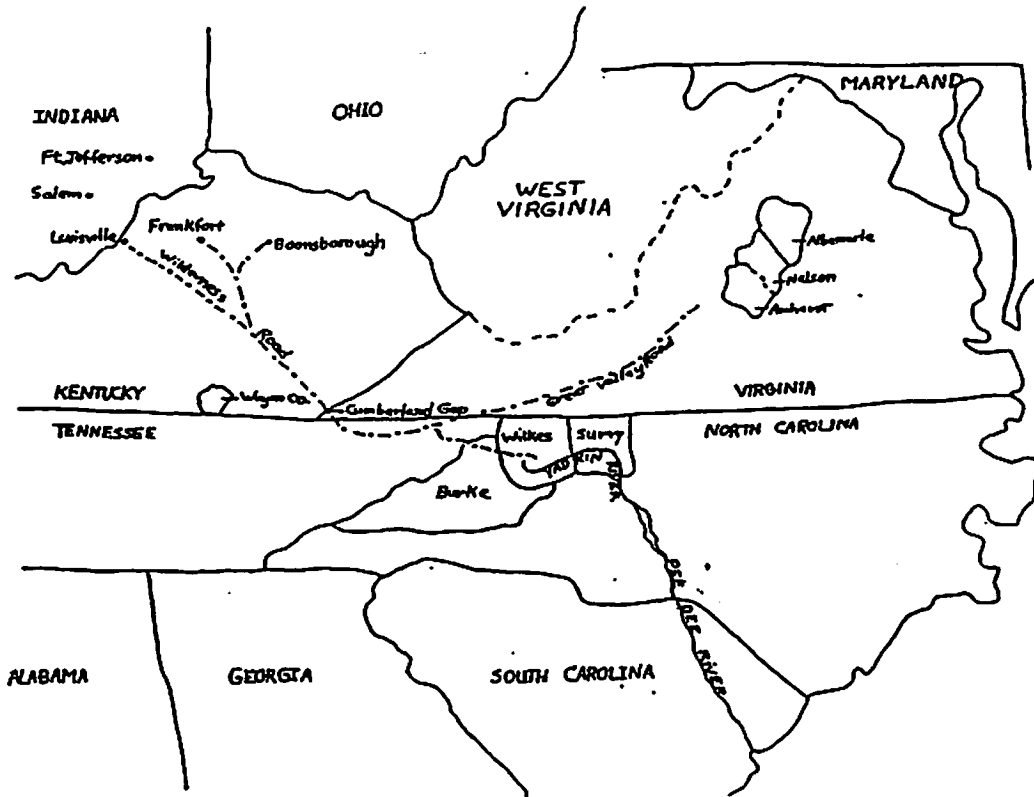 MARYLAND
INDIANA
OHIO
Ft. Jefferson
Salem
WEST
VIRGINIA
Louisville
Frankfort
Boonsborough
Albemarle
Wilderness
Nelson
Amherst
Road
Great Valley Road
KENTUCKY
Wayne Co.
Cumberland Gap
VIRGINIA
TENNESSEE
Wilkes
Surry
NORTH CAROLINA
YADKIN
RIVER
Burke
PEE DEE RIVER
ALABAMA
GEORGIA
SOUTH CAROLINA